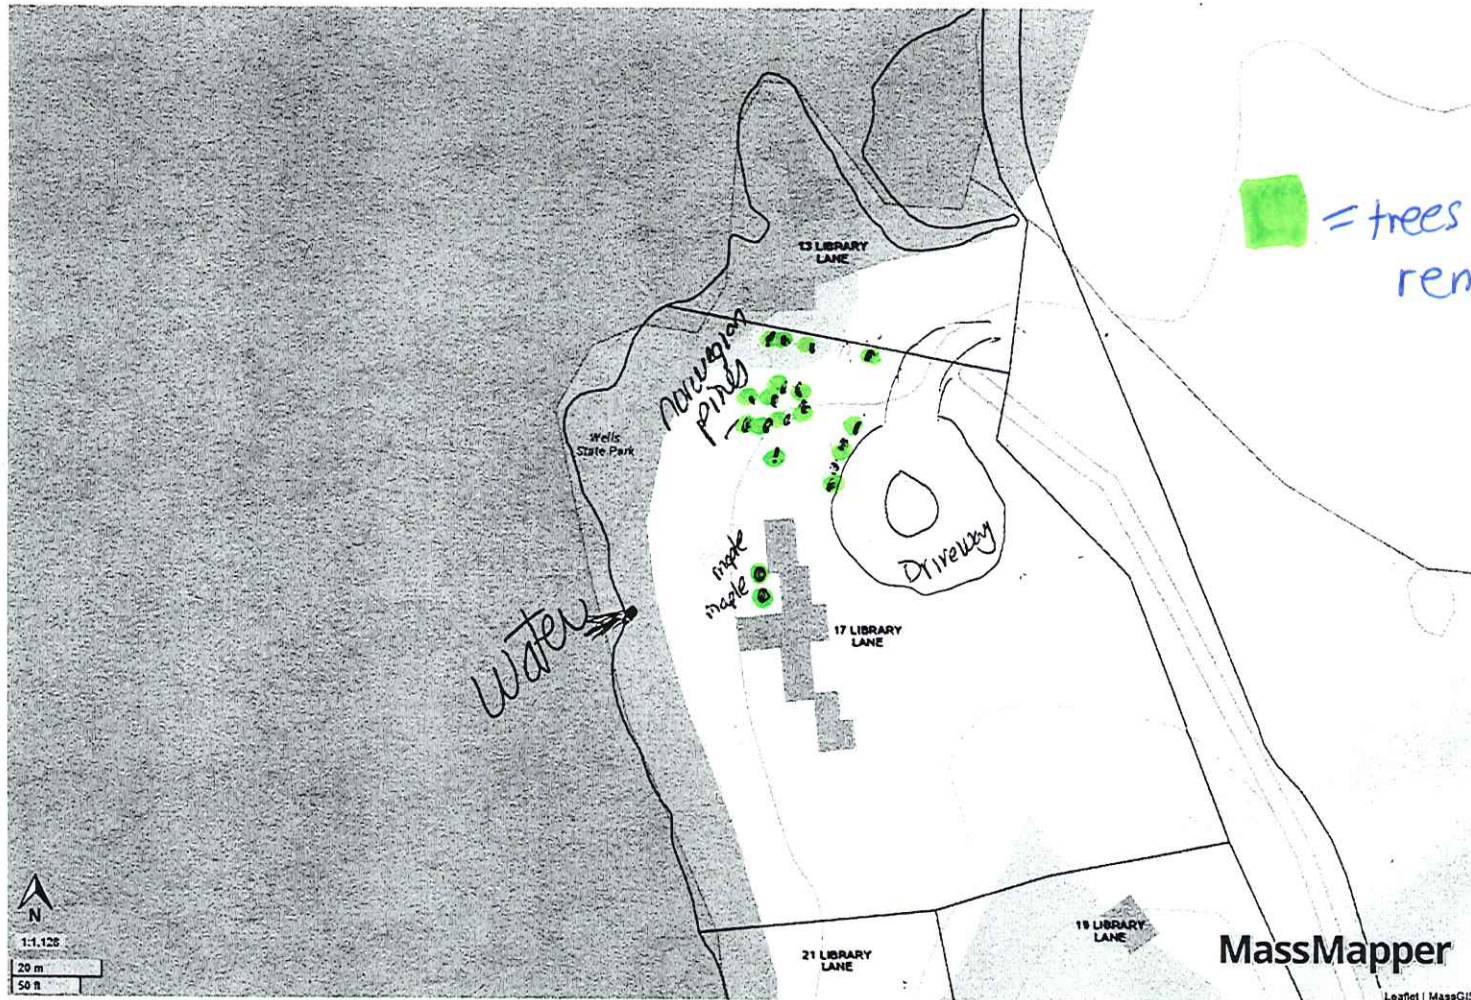 13 LIBRARY
LANE
= trees
ren
norwegian
pines
Wells
State Park
maple
maple
Driveway
Water
17 LIBRARY
LANE
N
1:1,128
20 m
50 ft
21 LIBRARY
LANE
19 LIBRARY
LANE
MassMapper
Leaflet | MassGIS